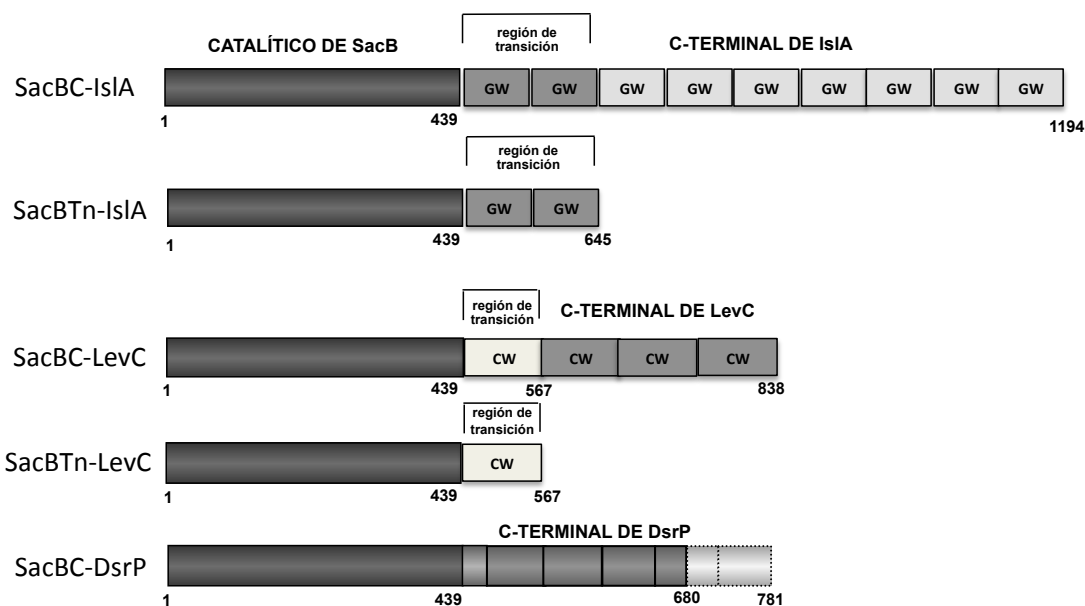 región de
transición
CATALÍTICO DE SacB
C-TERMINAL DE IslA
SacBC-IslA
GW GW GW GW GW GW GW GW GW
1 439 1194
región de
transición
SacBTn-IslA
GW GW
1 439 645
región de
transición
C-TERMINAL DE LevC
SacBC-LevC
CW CW CW CW
1 439 567 838
región de
transición
SacBTn-LevC
CW
1 439 567
C-TERMINAL DE DsrP
SacBC-DsrP
1 439 680 781